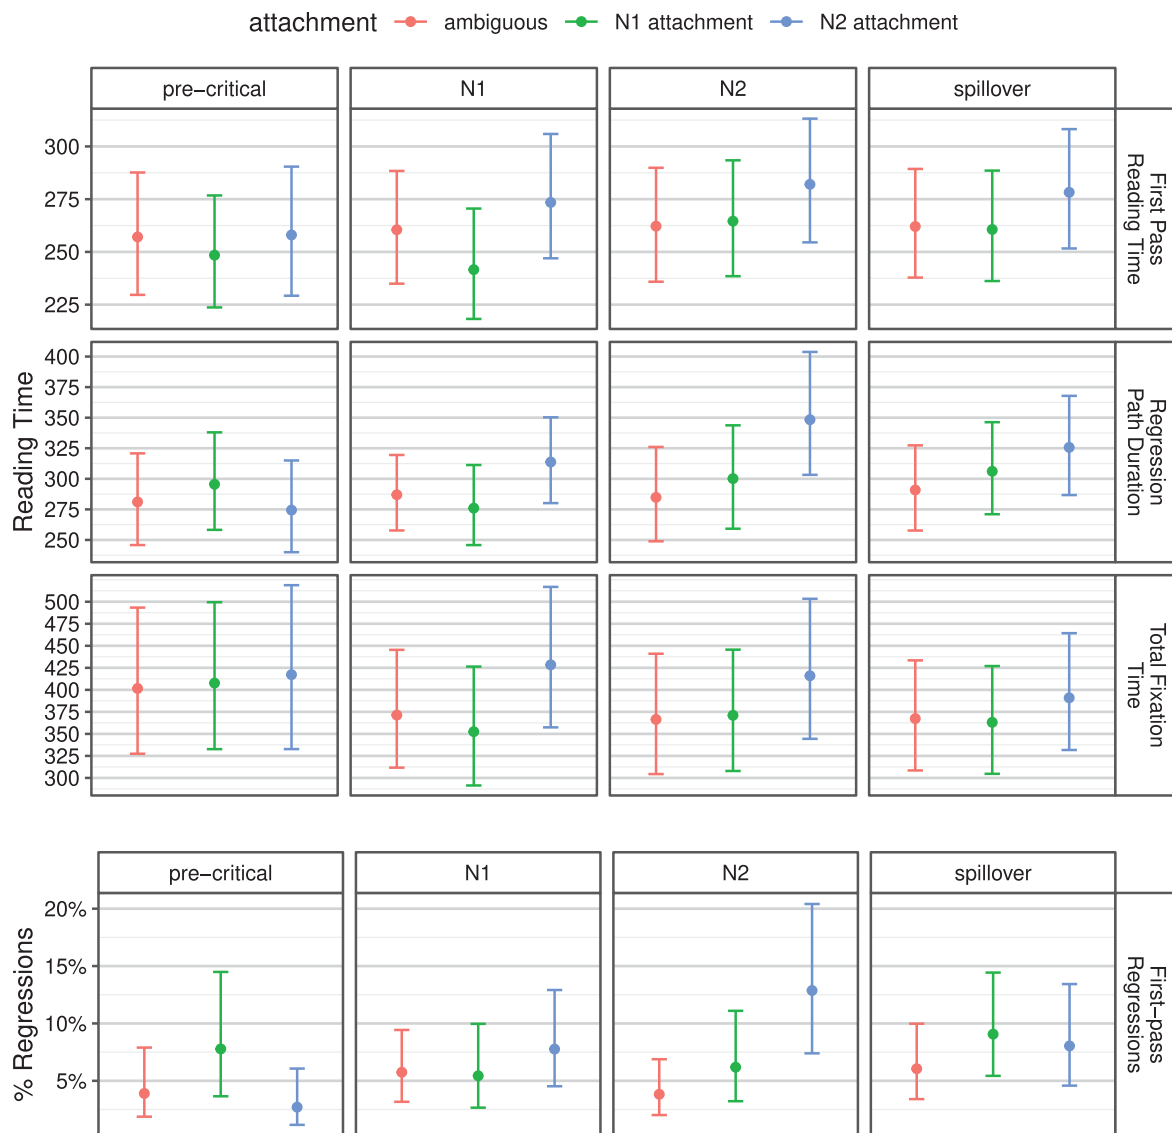 attachment ambiguous N1 attachment N2 attachment
pre−critical N1 N2 spillover
300
275
250
225
First Pass
Reading Time
Reading Time
400
375
350
325
300
275
250
Regression
Path Duration
500
475
450
425
400
375
350
325
300
Total Fixation
Time
pre−critical N1 N2 spillover
% Regressions
20%
15%
10%
5%
First−pass
Regressions